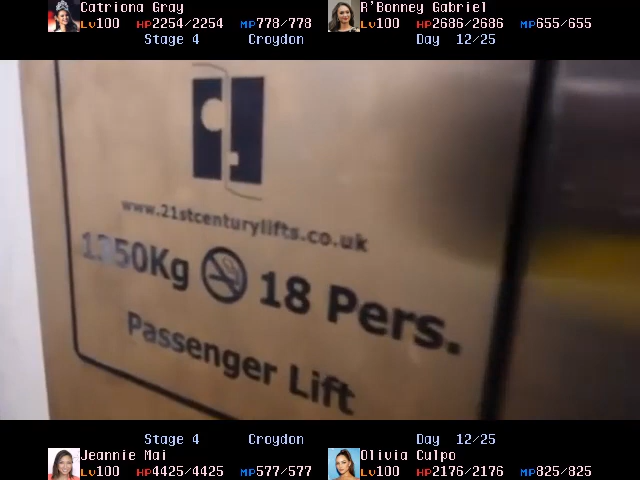 Catriona Gray
Lv100 HP2254/2254 MP778/778
R'Bonney Gabriel
Lv100 HP2686/2686 MP655/655
Stage 4 Croydon Day 12/25
www.21stcenturylifts.co.uk
1350Kg 18 Pers.
Passenger Lift
Stage 4 Croydon Day 12/25
Jeannie Mai
Lv100 HP4425/4425 MP577/577
Olivia Culpo
Lv100 HP2176/2176 MP825/825